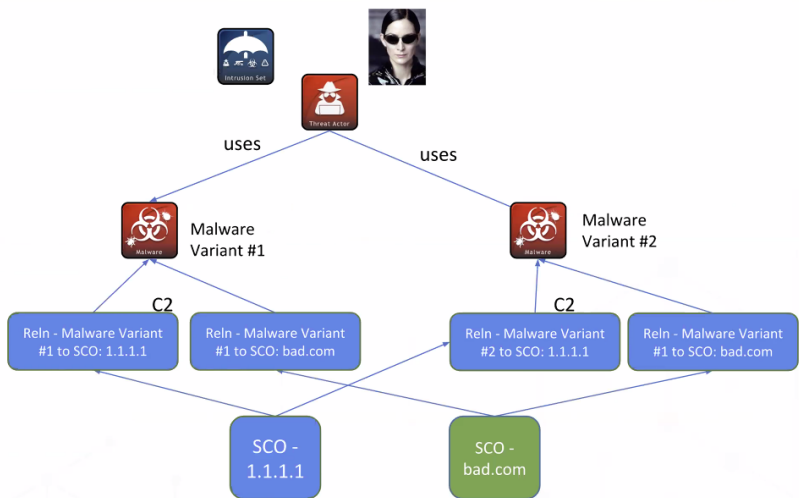 Intrusion Set
Threat Actor
uses
uses
Malware
Malware
Variant #1
Malware
Malware
Variant #2
C2
C2
Reln - Malware Variant
#1 to SCO: 1.1.1.1
Reln - Malware Variant
#1 to SCO: bad.com
Reln - Malware Variant
#2 to SCO: 1.1.1.1
Reln - Malware Variant
#1 to SCO: bad.com
SCO -
1.1.1.1
SCO -
bad.com